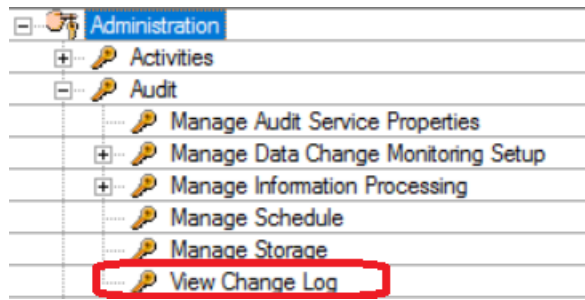 Administration
Activities
Audit
Manage Audit Service Properties
Manage Data Change Monitoring Setup
Manage Information Processing
Manage Schedule
Manage Storage
View Change Log